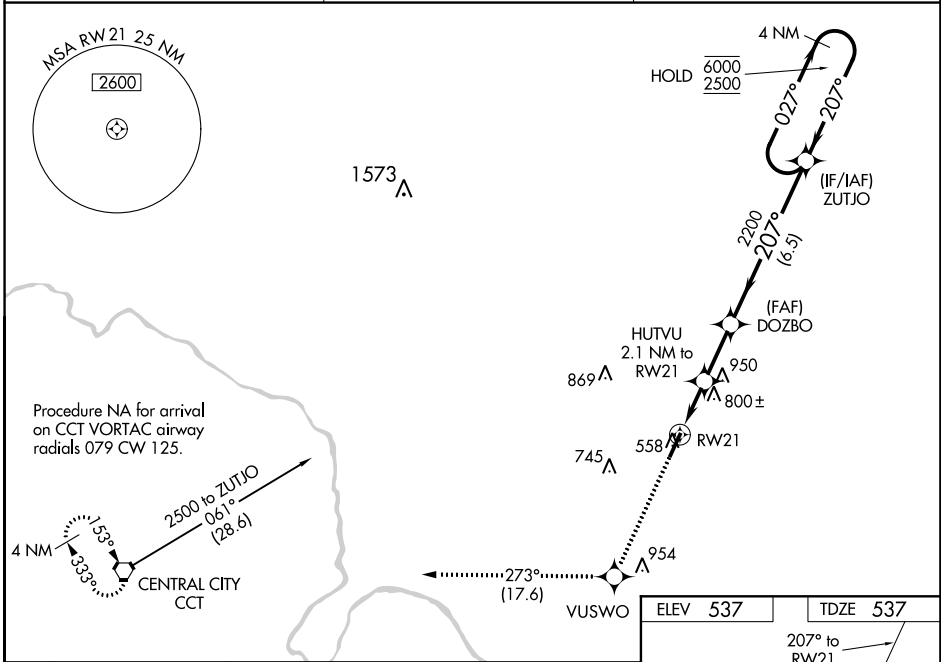 MSA RW 21 25 NM
2600
1573
4 NM
HOLD
6000
2500
027°
207°
(IF/IAF)
ZUTJO
2200
207°
(6.5)
(FAF)
DOZBO
HUTVU
2.1 NM to
RW21
950
869
800 ±
558
RW21
745
Procedure NA for arrival
on CCT VORTAC airway
radials 079 CW 125.
2500 to ZUTJO
061°
(28.6)
4 NM
153°
333°
CENTRAL CITY
CCT
954
273°
(17.6)
VUSWO
ELEV 537
TDZE 537
207° to
RW21